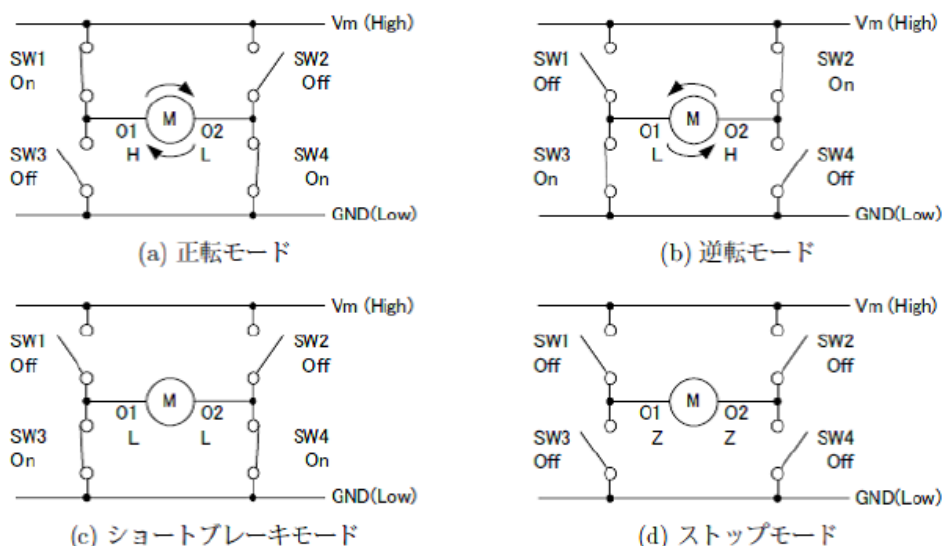 Vm (High)
SW1
On
SW2
Off
M
O1
O2
H
L
SW3
Off
SW4
On
GND(Low)
(a) 正転モード
Vm (High)
SW1
Off
SW2
On
M
O1
O2
L
H
SW3
On
SW4
Off
GND(Low)
(b) 逆転モード
Vm (High)
SW1
Off
SW2
Off
M
O1
O2
L
L
SW3
On
SW4
On
GND(Low)
(c) ショートブレーキモード
Vm (High)
SW1
Off
SW2
Off
M
O1
O2
Z
Z
SW3
Off
SW4
Off
GND(Low)
(d) ストップモード